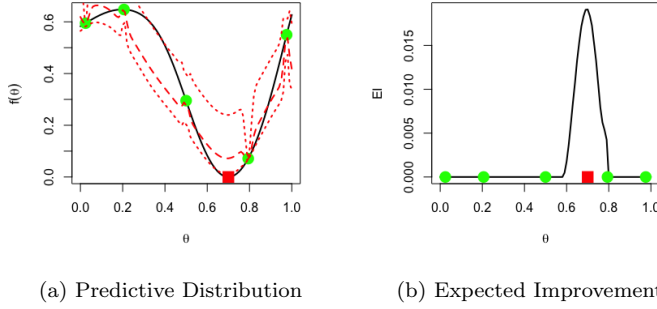 f(θ)
0.0 0.2 0.4 0.6
0.0 0.2 0.4 0.6 0.8 1.0
θ
(a) Predictive Distribution
EI
0.000 0.005 0.010 0.015
0.0 0.2 0.4 0.6 0.8 1.0
θ
(b) Expected Improvement